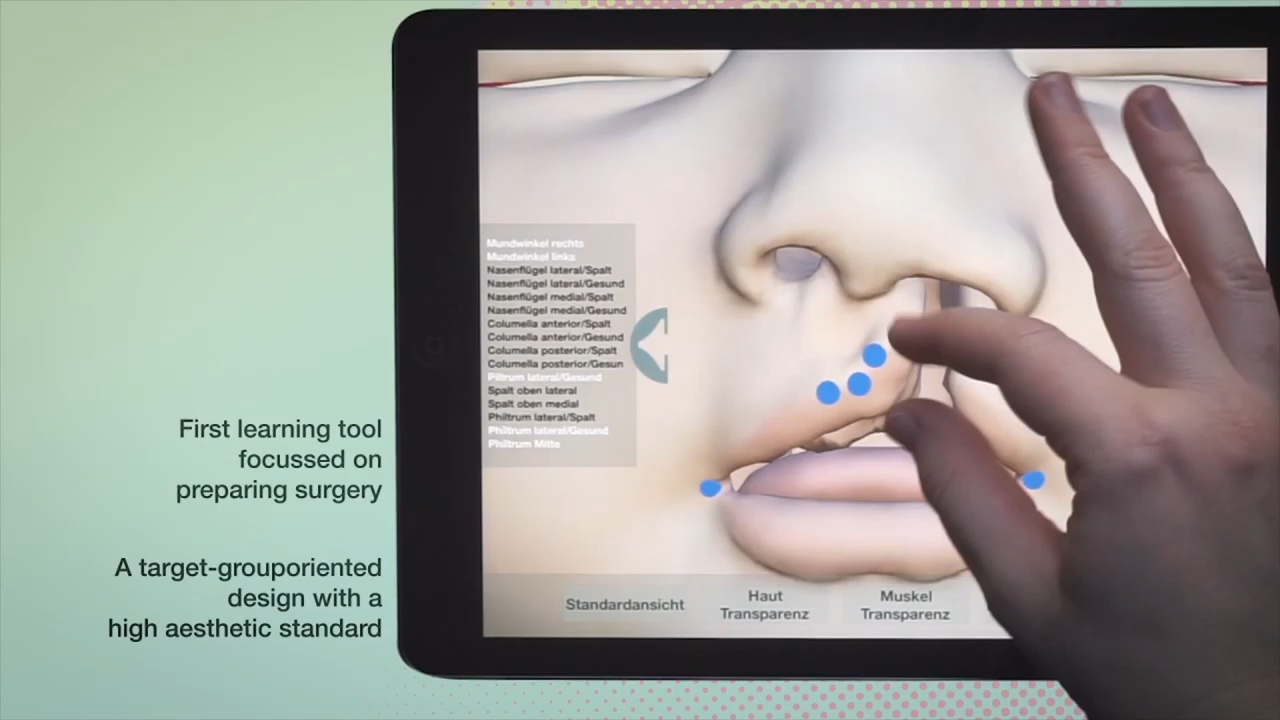 First learning tool
focussed on
preparing surgery
A target-grouporiented
design with a
high aesthetic standard
Mundwinkel rechts
Mundwinkel links
Nasenflügel lateral/Spalt
Nasenflügel lateral/Gesund
Nasenflügel medial/Spalt
Nasenflügel medial/Gesund
Columella anterior/Spalt
Columella anterior/Gesund
Columella posterior/Spalt
Columella posterior/Gesun
Piltrum lateral/Gesund
Spalt oben lateral
Spalt oben medial
Philtrum lateral/Spalt
Philtrum lateral/Gesund
Philtrum Mitte
Standardansicht
Haut
Transparenz
Muskel
Transparenz